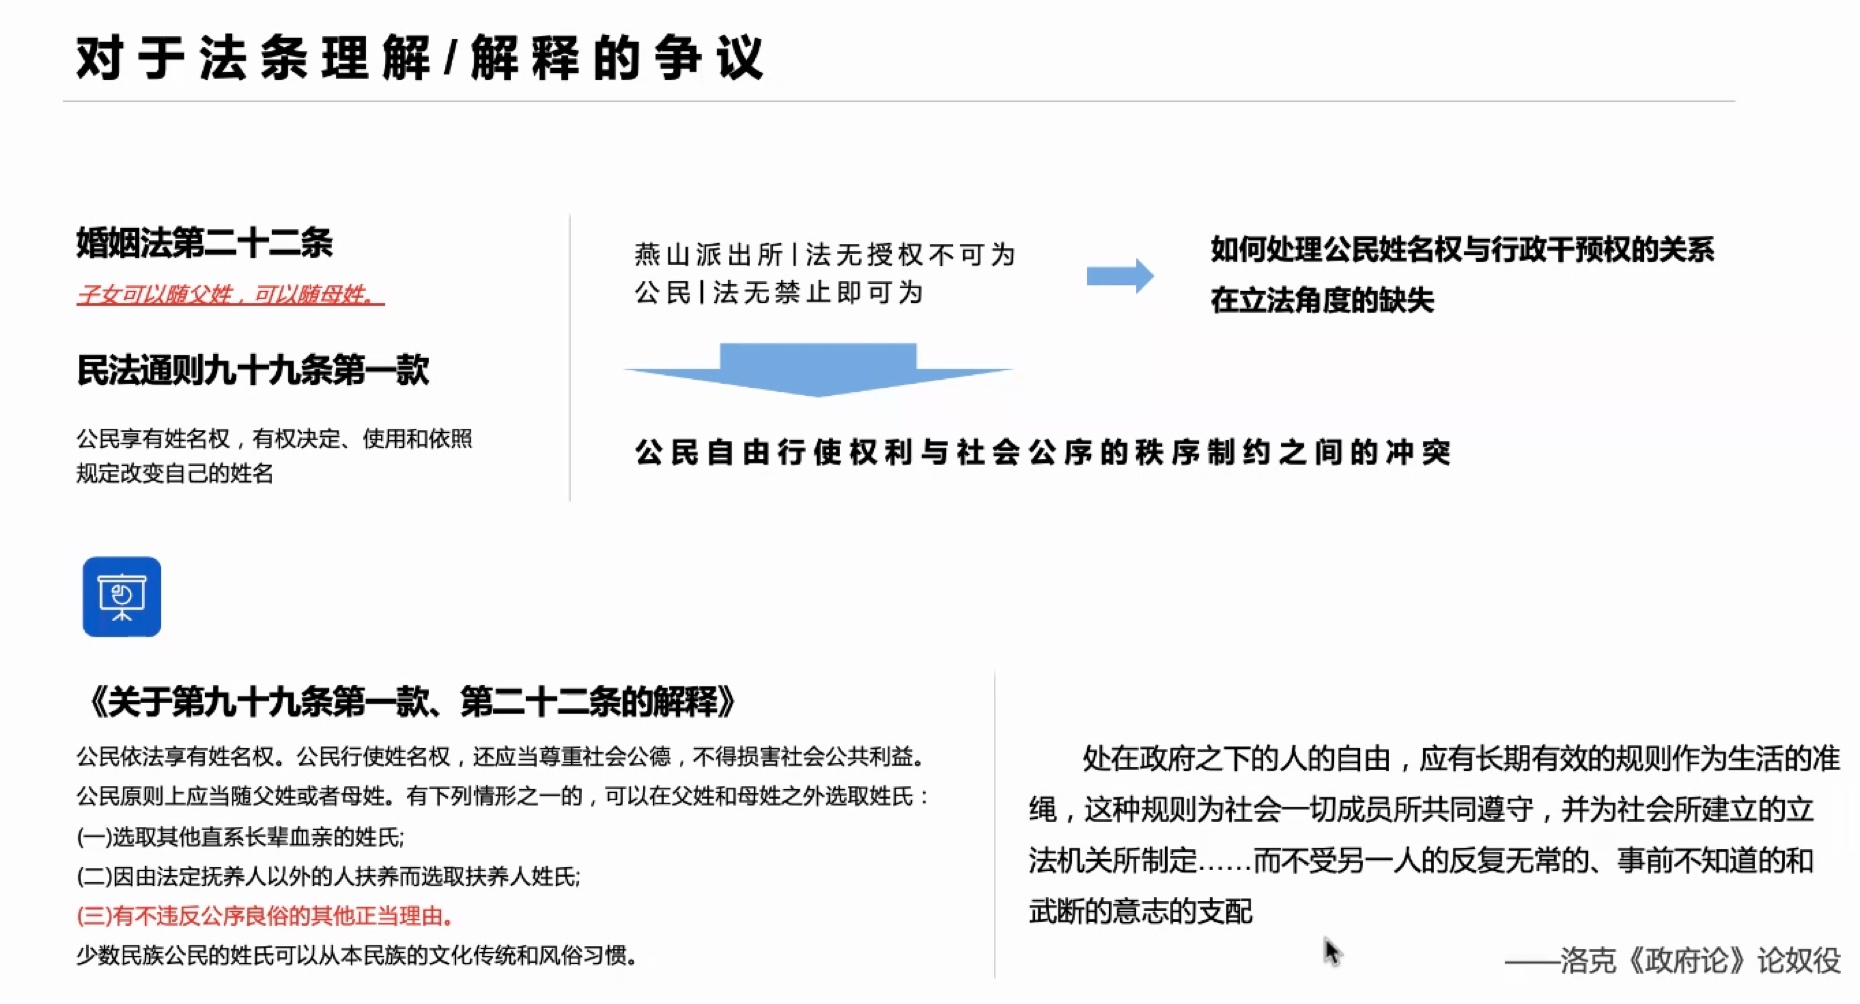 对于法条理解/解释的争议
婚姻法第二十二条
子女可以随父姓，可以随母姓。
民法通则九十九条第一款
公民享有姓名权，有权决定、使用和依照
规定改变自己的姓名
燕山派出所|法无授权不可为
公民|法无禁止即可为
如何处理公民姓名权与行政干预权的关系
在立法角度的缺失
公民自由行使权利与社会公序的秩序制约之间的冲突
《关于第九十九条第一款、第二十二条的解释》
公民依法享有姓名权。公民行使姓名权，还应当尊重社会公德，不得损害社会公共利益。
公民原则上应当随父姓或者母姓。有下列情形之一的，可以在父姓和母姓之外选取姓氏：
(一)选取其他直系长辈血亲的姓氏;
(二)因由法定抚养人以外的人扶养而选取扶养人姓氏;
(三)有不违反公序良俗的其他正当理由。
少数民族公民的姓氏可以从本民族的文化传统和风俗习惯。
处在政府之下的人的自由，应有长期有效的规则作为生活的准
绳，这种规则为社会一切成员所共同遵守，并为社会所建立的立
法机关所制定……而不受另一人的反复无常的、事前不知道的和
武断的意志的支配
——洛克《政府论》论奴役